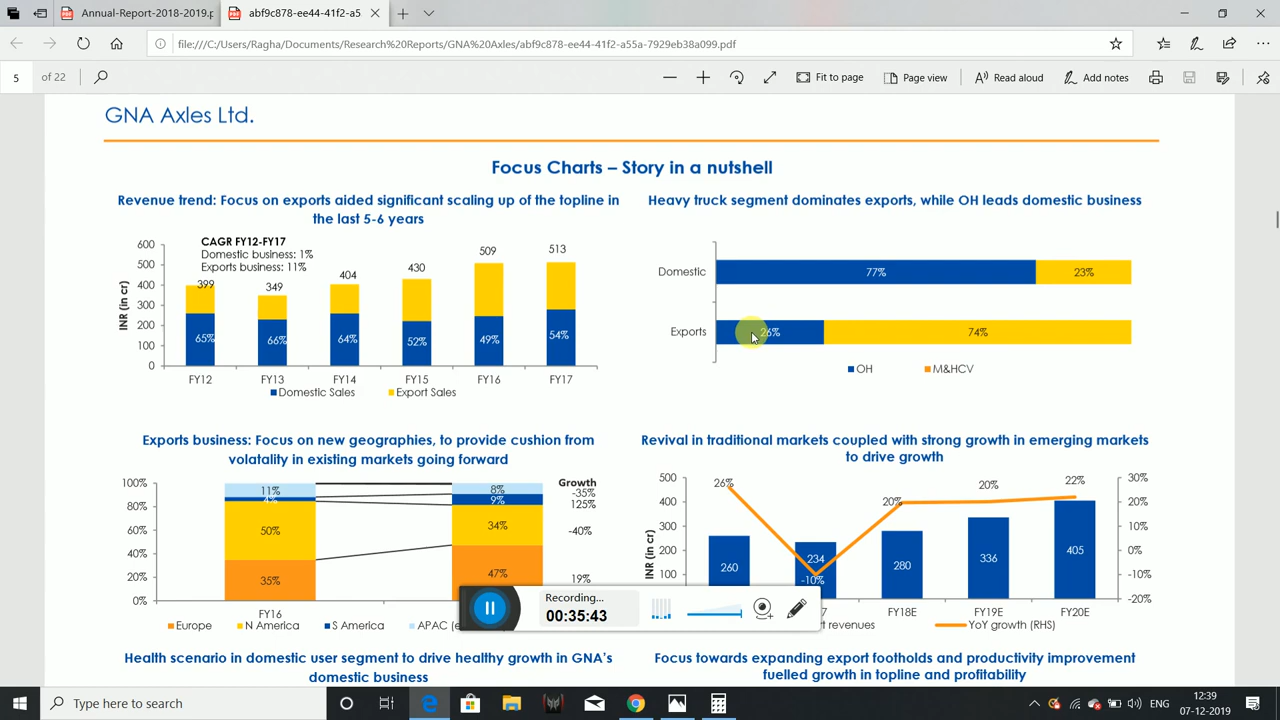 Annual-Report-2018-2019.p
abf9c878-ee44-41f2-a5
file:///C:/Users/Ragha/Documents/Research%20Reports/GNA%20Axles/abf9c878-ee44-41f2-a55a-7929eb38a099.pdf
5 of 22
Fit to page
Page view
Read aloud
Add notes
GNA Axles Ltd.
Focus Charts – Story in a nutshell
Revenue trend: Focus on exports aided significant scaling up of the topline in
the last 5-6 years
600
500
400
300
200
100
0
INR (in cr)
CAGR FY12-FY17
Domestic business: 1%
Exports business: 11%
399
349
404
430
509
513
65%
66%
64%
52%
49%
54%
FY12
FY13
FY14
FY15
FY16
FY17
Domestic Sales
Export Sales
Heavy truck segment dominates exports, while OH leads domestic business
Domestic
77%
23%
Exports
26%
74%
OH
M&HCV
Exports business: Focus on new geographies, to provide cushion from
volatality in existing markets going forward
100%
80%
60%
40%
20%
0%
11%
4%
50%
35%
8%
9%
34%
47%
Growth
-35%
125%
-40%
19%
FY16
Europe
N America
S America
APAC (e
Revival in traditional markets coupled with strong growth in emerging markets
to drive growth
500
400
300
200
100
INR (in cr)
26%
-10%
20%
20%
22%
260
234
280
336
405
30%
20%
10%
0%
-10%
-20%
7
FY18E
FY19E
FY20E
rt revenues
YoY growth (RHS)
Recording...
00:35:43
Health scenario in domestic user segment to drive healthy growth in GNA's
domestic business
Focus towards expanding export footholds and productivity improvement
fuelled growth in topline and profitability
Type here to search
12:39
07-12-2019